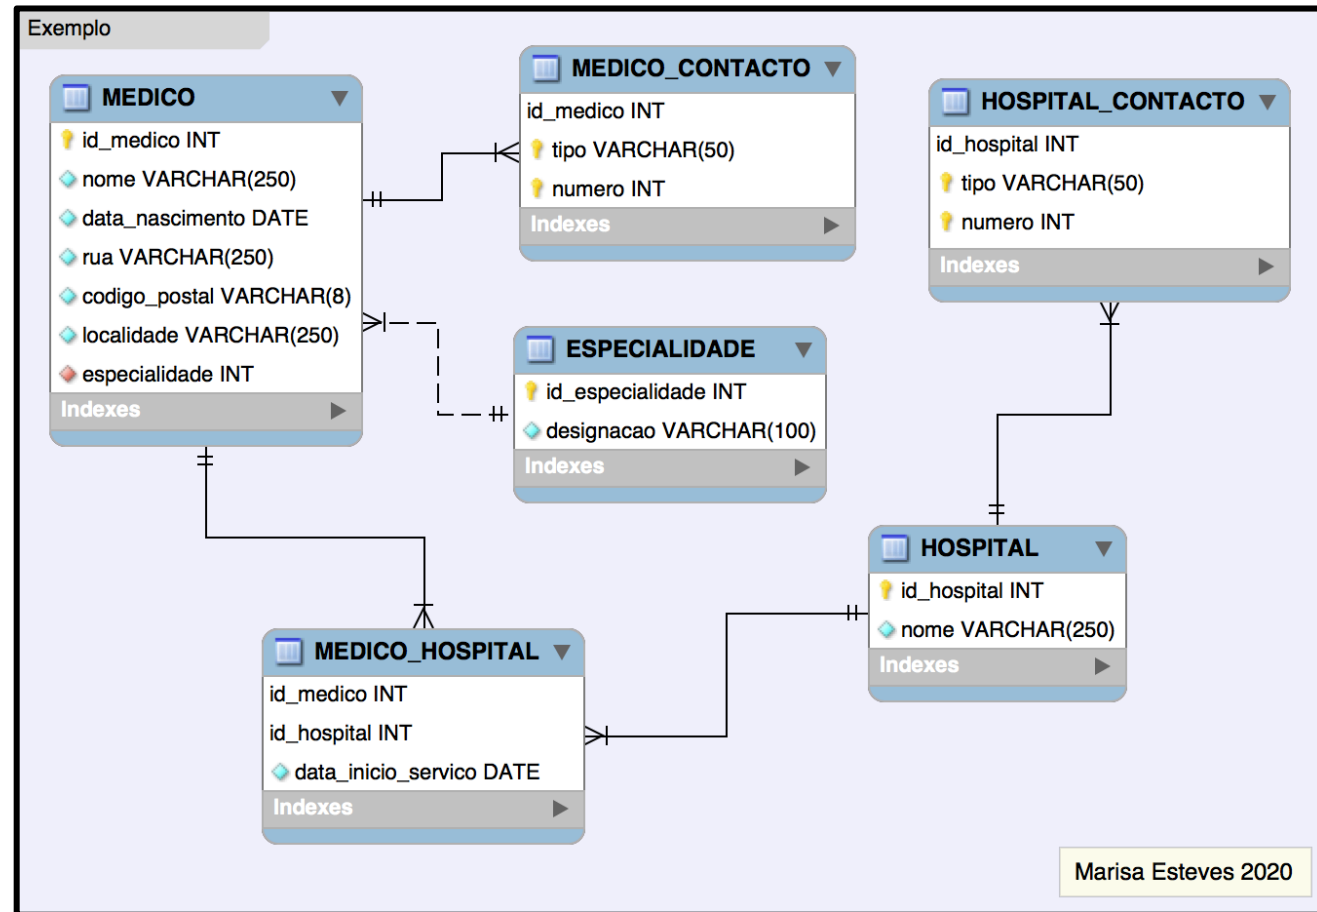 Exemplo
MEDICO
id_medico INT
nome VARCHAR(250)
data_nascimento DATE
rua VARCHAR(250)
codigo_postal VARCHAR(8)
localidade VARCHAR(250)
especialidade INT
Indexes
MEDICO_CONTACTO
id_medico INT
tipo VARCHAR(50)
numero INT
Indexes
HOSPITAL_CONTACTO
id_hospital INT
tipo VARCHAR(50)
numero INT
Indexes
ESPECIALIDADE
id_especialidade INT
designacao VARCHAR(100)
Indexes
HOSPITAL
id_hospital INT
nome VARCHAR(250)
Indexes
MEDICO_HOSPITAL
id_medico INT
id_hospital INT
data_inicio_servico DATE
Indexes
Marisa Esteves 2020